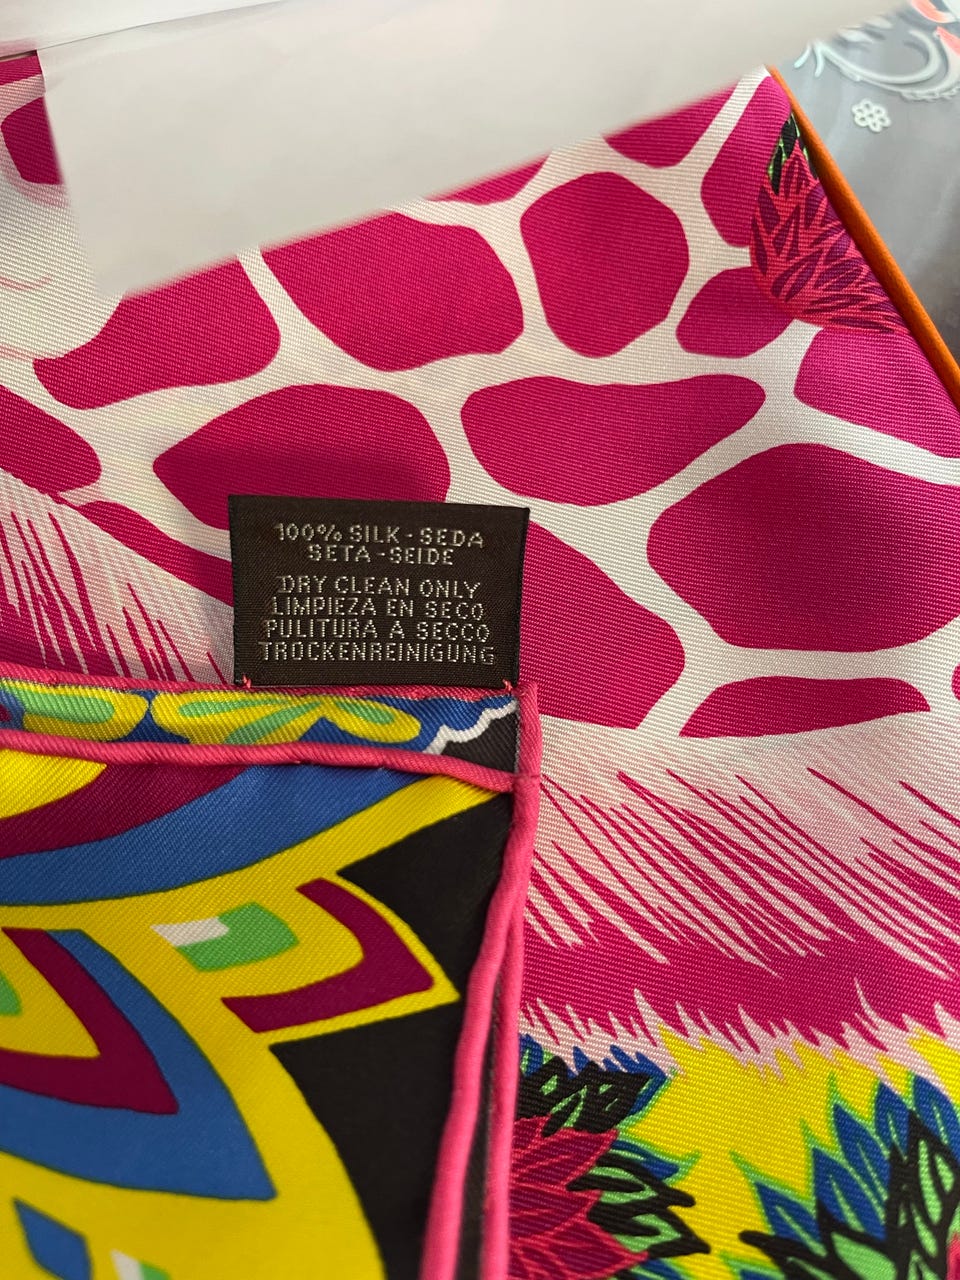 100% SILK - SEDA
SETA - SEIDE
DRY CLEAN ONLY
LIMPIEZA EN SECO
PULITURA A SECCO
TROCKENREINIGUNG